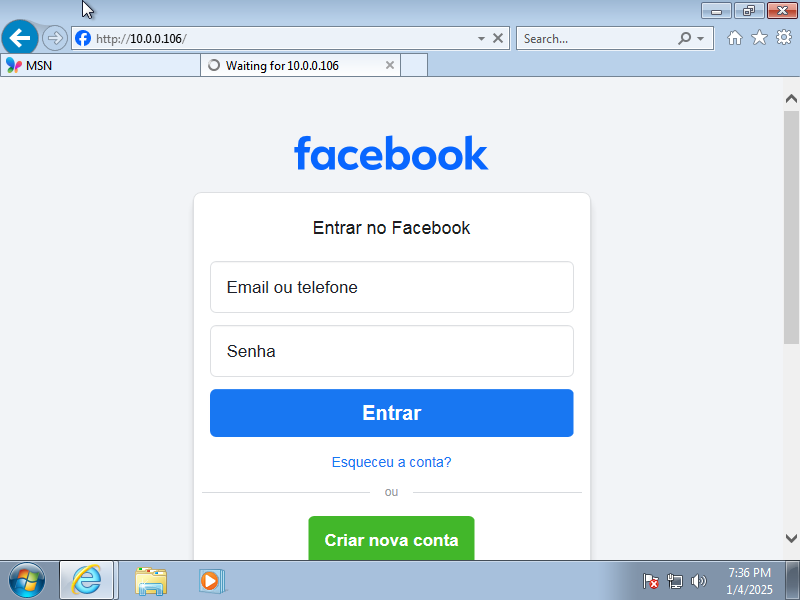 http://10.0.0.106/
Search...
MSN
Waiting for 10.0.0.106
facebook
Entrar no Facebook
Email ou telefone
Senha
Entrar
Esqueceu a conta?
ou
Criar nova conta
7:36 PM
1/4/2025